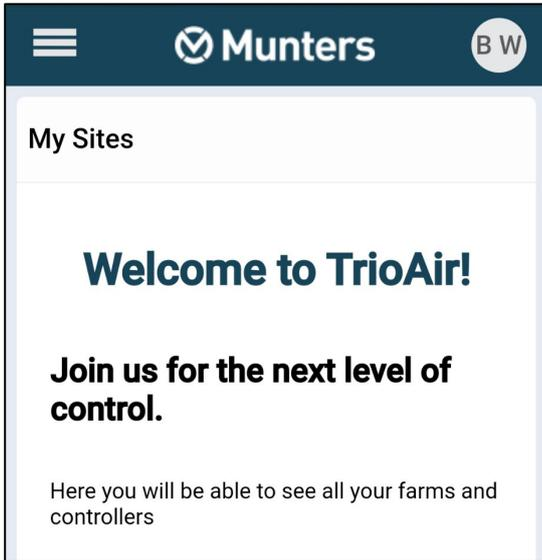 Munters
B W
My Sites
Welcome to TrioAir!
Join us for the next level of
control.
Here you will be able to see all your farms and
controllers